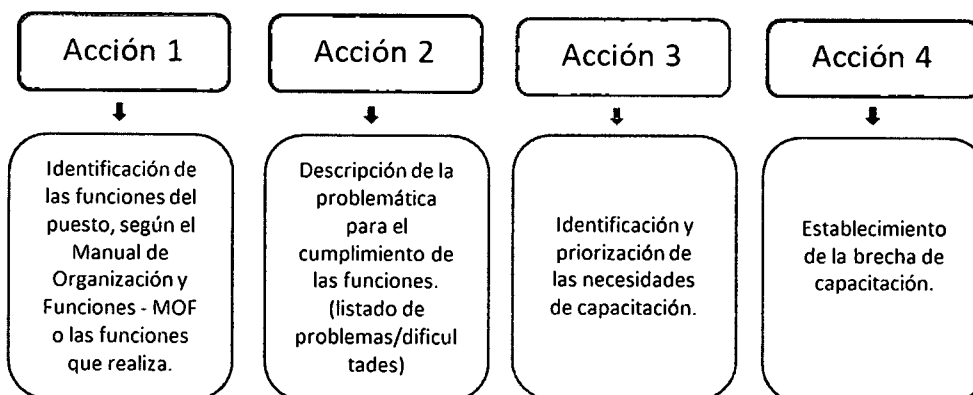 Acción 1
Acción 2
Acción 3
Acción 4
Identificación de
las funciones del
puesto, según el
Manual de
Organización y
Funciones - MOF
o las funciones
que realiza.
Descripción de la
problemática
para el
cumplimiento de
las funciones.
(listado de
problemas/dificul
tades)
Identificación y
priorización de
las necesidades
de capacitación.
Establecimiento
de la brecha de
capacitación.